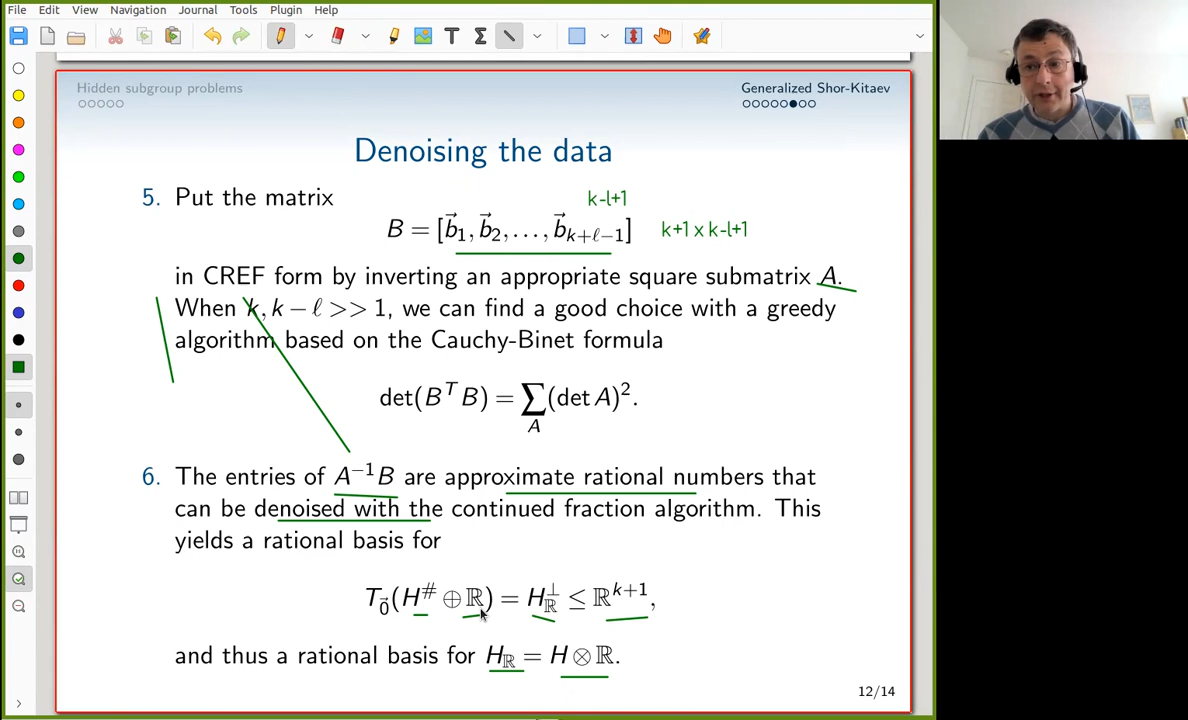 File Edit View Navigation Journal Tools Plugin Help
Hidden subgroup problems
Generalized Shor-Kitaev
Denoising the data
5. Put the matrix
k-l+1
B = [b⃗₁, b⃗₂, ..., b⃗ₖ₊ℓ₋₁] k+1 x k-l+1
in CREF form by inverting an appropriate square submatrix A.
When k, k − ℓ >> 1, we can find a good choice with a greedy
algorithm based on the Cauchy-Binet formula
det(BᵀB) = ∑_A (det A)².
6. The entries of A⁻¹B are approximate rational numbers that
can be denoised with the continued fraction algorithm. This
yields a rational basis for
T_0⃗(H^# ⊕ ℝ) = H_ℝ^⊥ ≤ ℝ^{k+1},
and thus a rational basis for H_ℝ = H ⊗ ℝ.
12/14